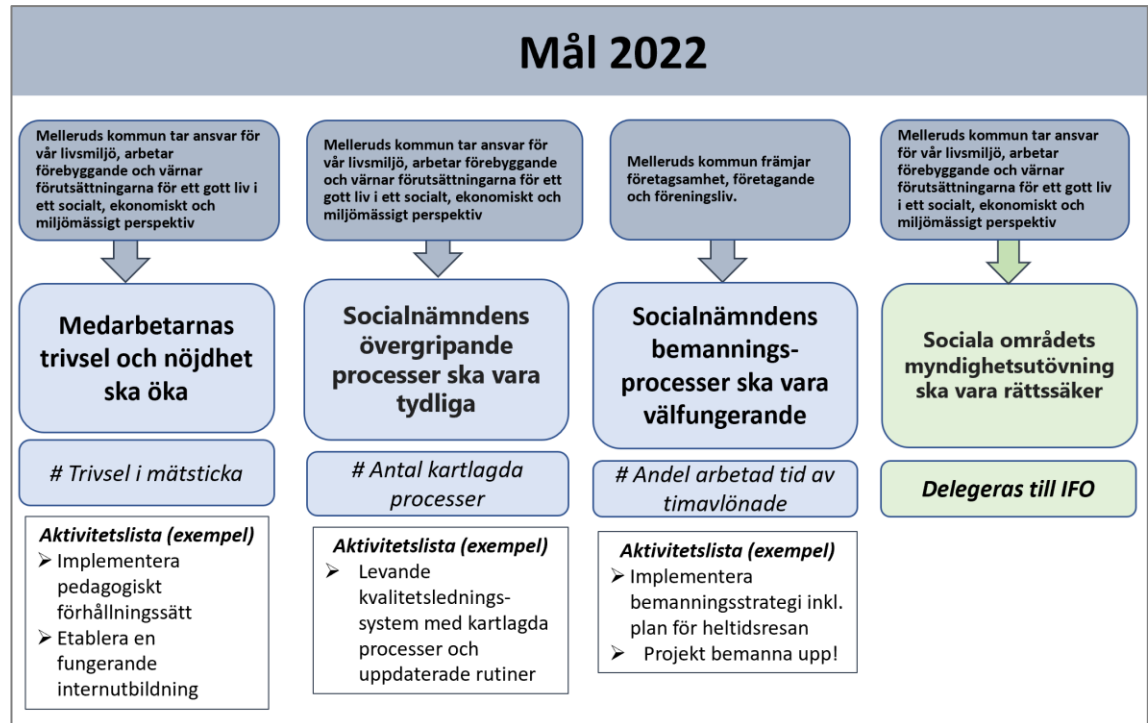 Mål 2022
Melleruds kommun tar ansvar för
vår livsmiljö, arbetar
förebyggande och värnar
förutsättningarna för ett gott liv i
ett socialt, ekonomiskt och
miljömässigt perspektiv
Medarbetarnas
trivsel och nöjdhet
ska öka
# Trivsel i mätsticka
Aktivitetslista (exempel)
➢ Implementera
pedagogiskt
förhållningssätt
➢ Etablera en
fungerande
internutbildning
Melleruds kommun tar ansvar för
vår livsmiljö, arbetar förebyggande
och värnar förutsättningarna för ett
gott liv i ett socialt, ekonomiskt och
miljömässigt perspektiv
Socialnämndens
övergripande
processer ska vara
tydliga
# Antal kartlagda
processer
Aktivitetslista (exempel)
➢ Levande
kvalitetslednings-
system med kartlagda
processer och
uppdaterade rutiner
Melleruds kommun främjar
företagsamhet, företagande
och föreningsliv.
Socialnämndens
bemannings-
processer ska vara
välfungerande
# Andel arbetad tid av
timavlönade
Aktivitetslista (exempel)
➢ Implementera
bemanningsstrategi inkl.
plan för heltidsresan
➢ Projekt bemanna upp!
Melleruds kommun tar ansvar
för vår livsmiljö, arbetar
förebyggande och värnar
förutsättningarna för ett gott liv
i ett socialt, ekonomiskt och
miljömässigt perspektiv
Sociala områdets
myndighetsutövning
ska vara rättssäker
Delegeras till IFO